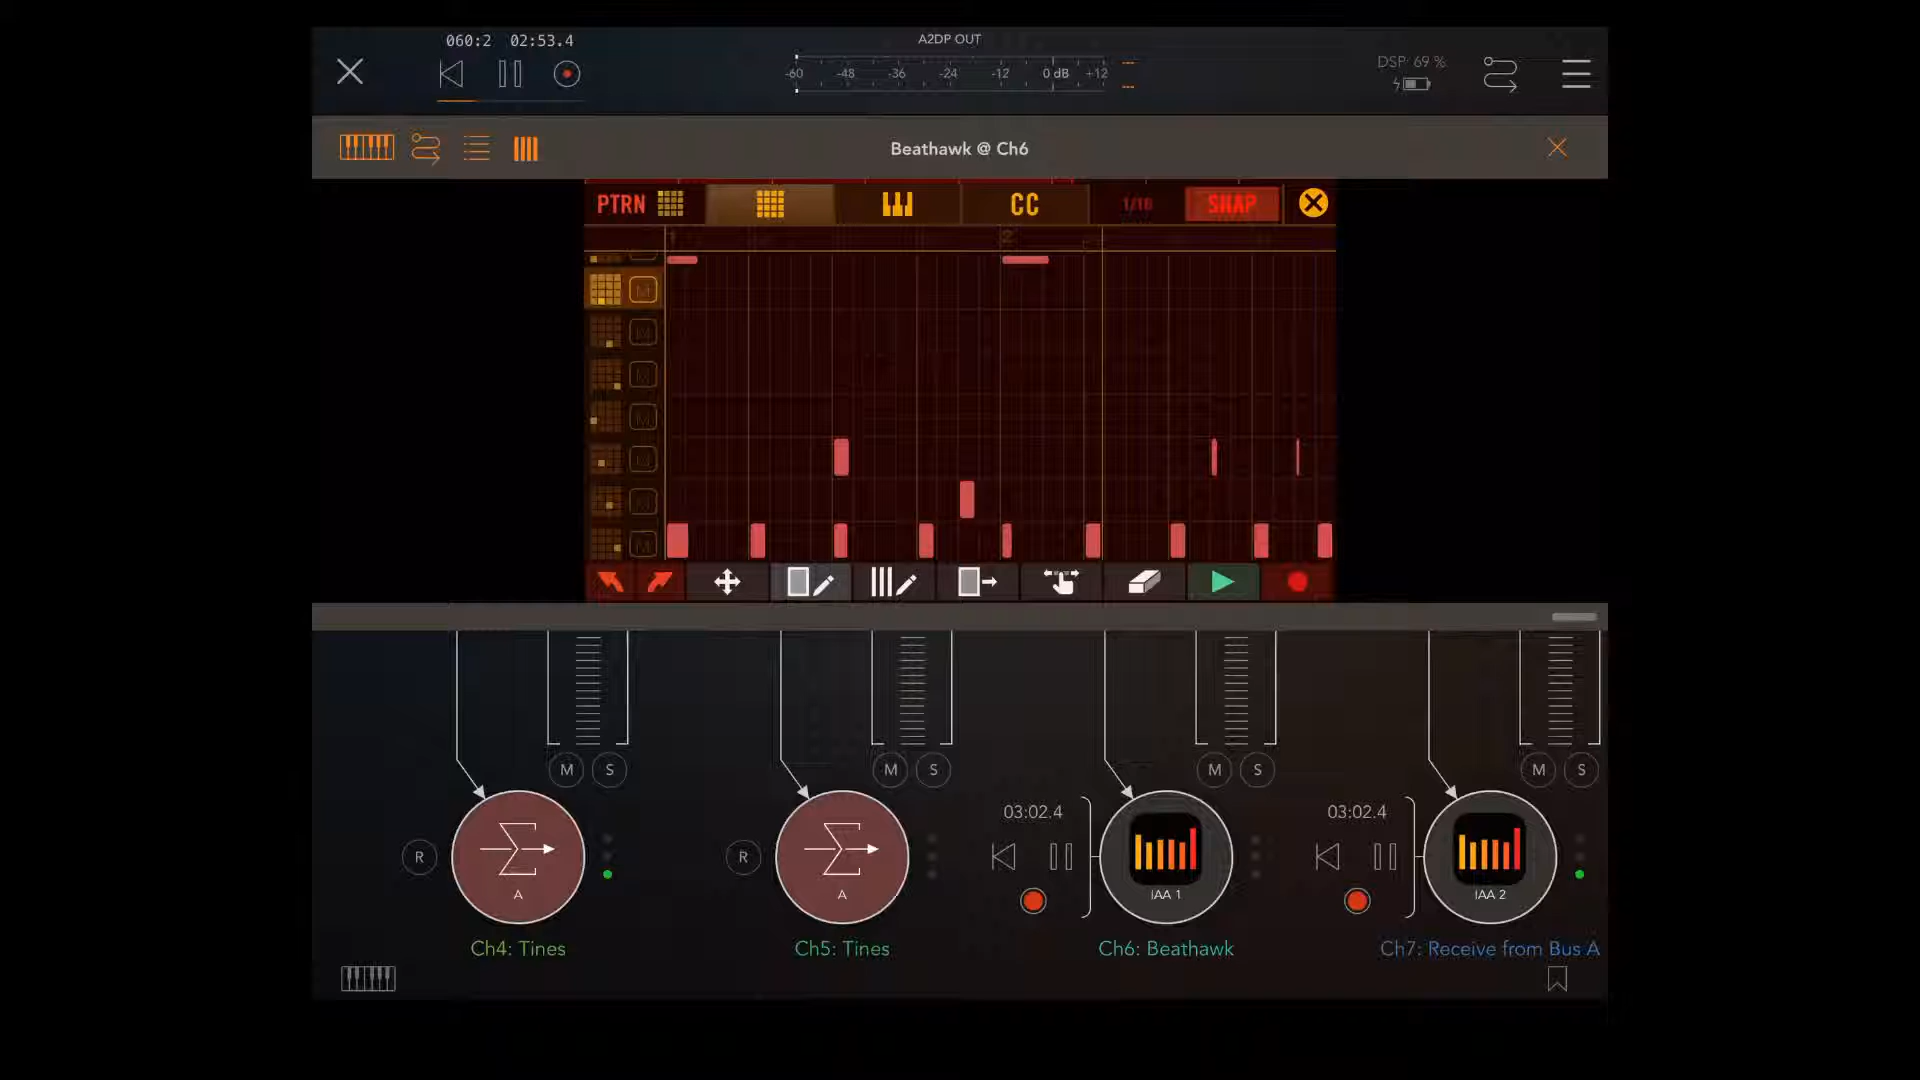 060:2 02:53.4
A2DP OUT
-60 -48 -36 -24 -12 0 dB +12
DSP: 69 %
Beathawk @ Ch6
PTRN CC 1/16 SNAP
1 2
M
M
M
M
M
M
M
M S M S M S M S
03:02.4 03:02.4
R R
A A IAA 1 IAA 2
Ch4: Tines Ch5: Tines Ch6: Beathawk Ch7: Receive from Bus A